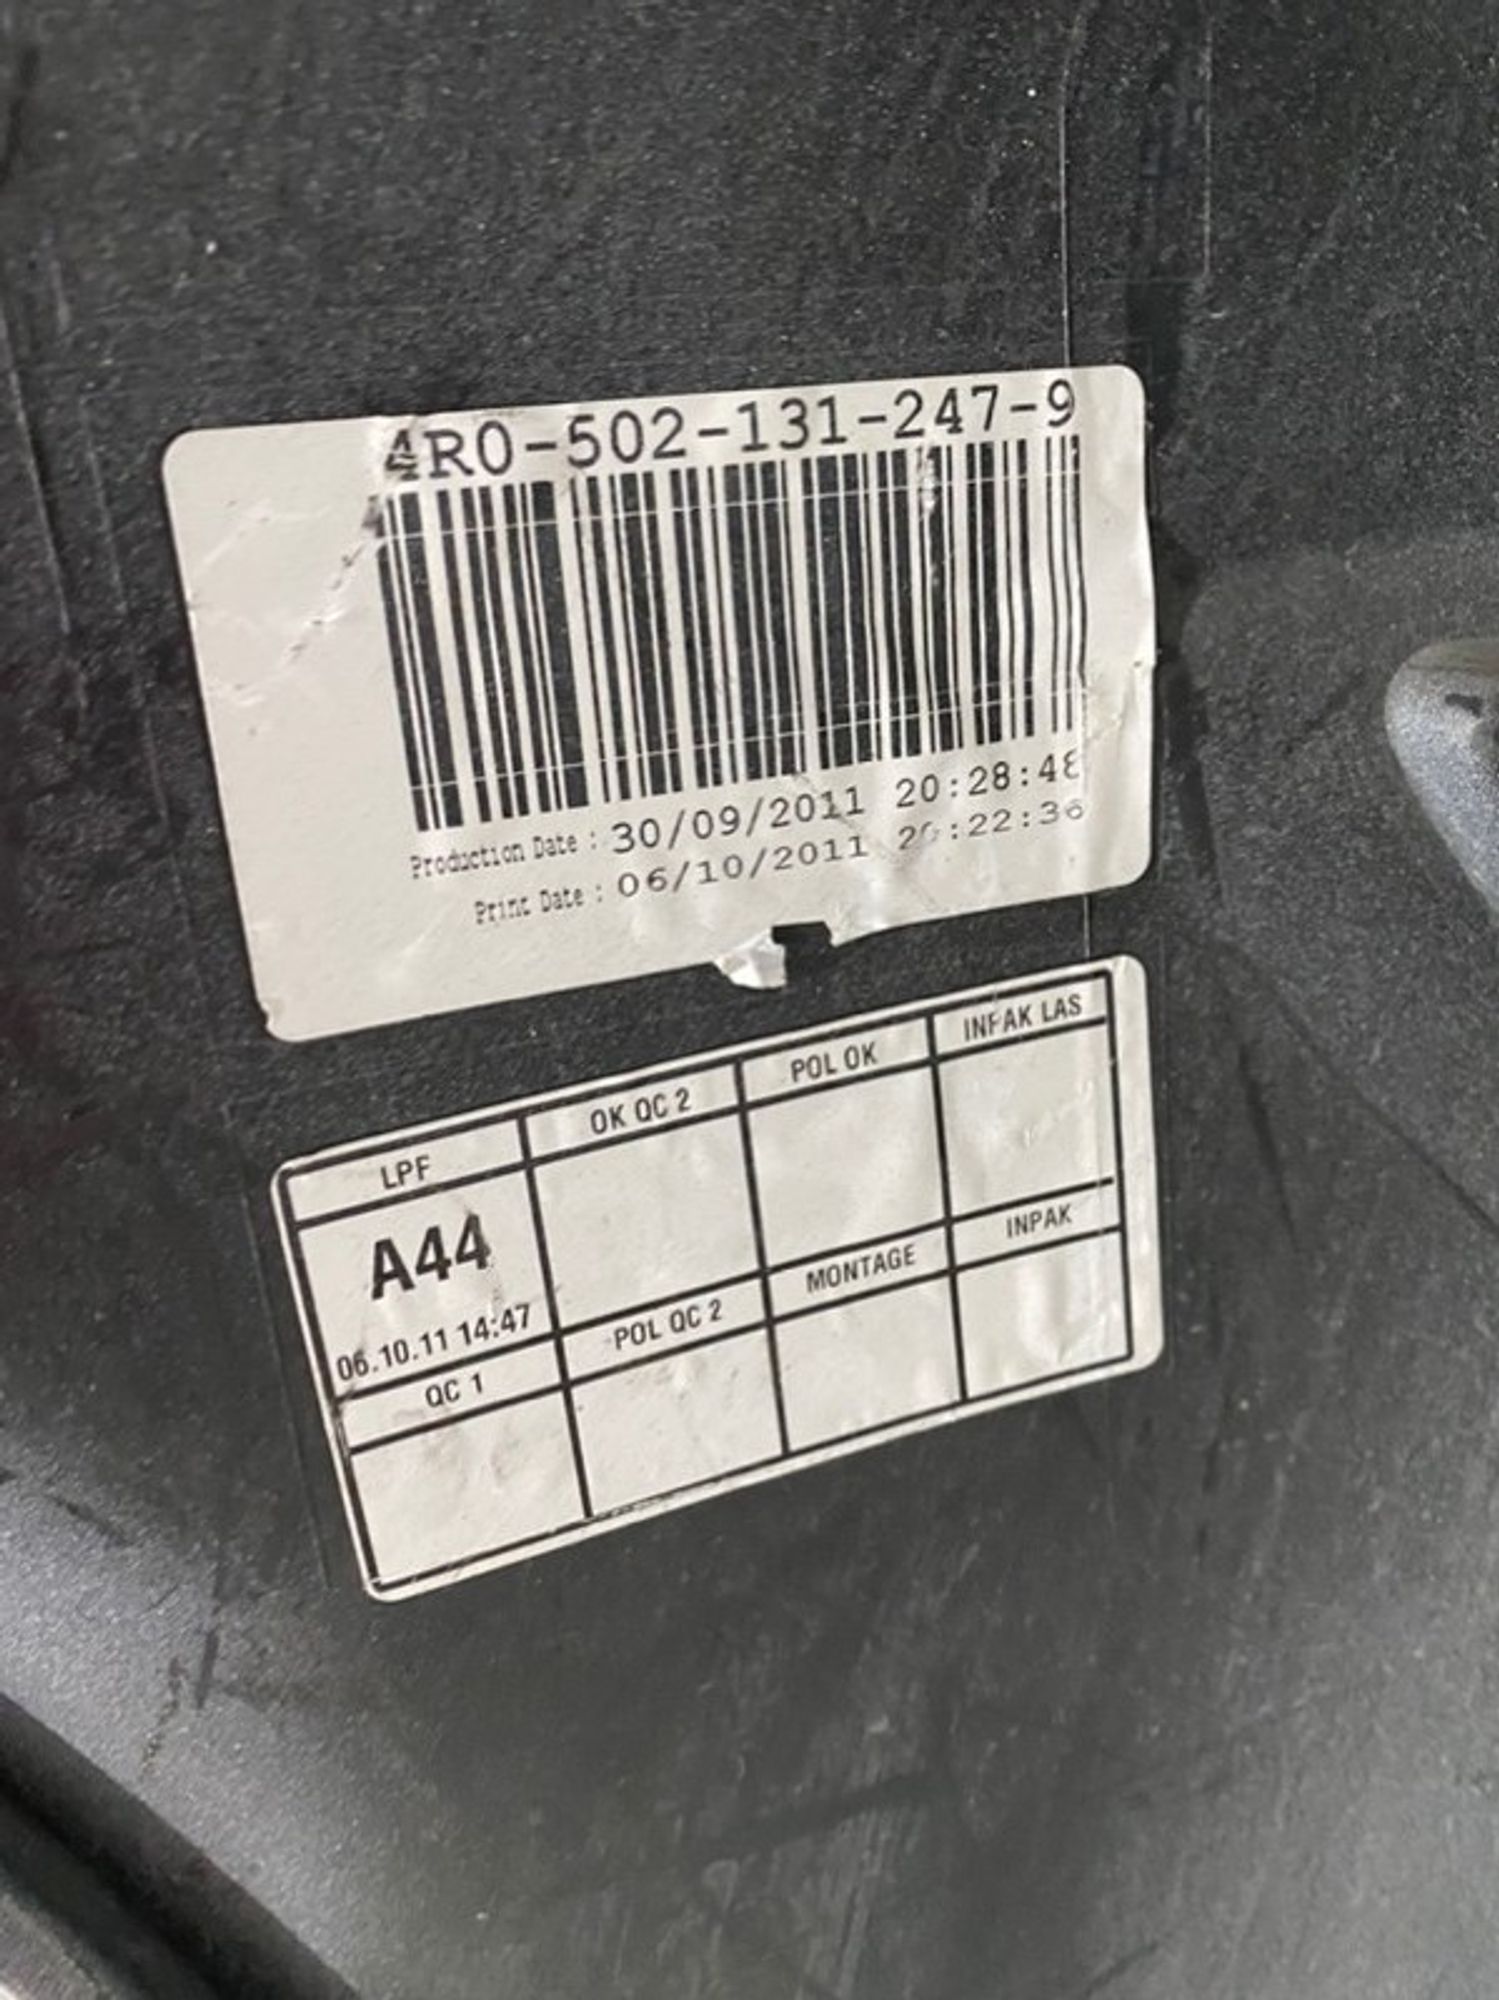 4R0-502-131-247-9
Production Date : 30/09/2011 20:28:48
Print Date : 06/10/2011
LPF
OK QC 2
POL OK
INPAK LAS
A44
06.10.11 14:47
QC 1
POL QC 2
MONTAGE
INPAK